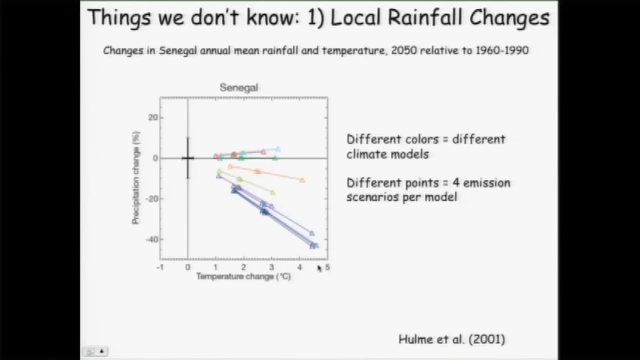 Things we don't know: 1) Local Rainfall Changes
Changes in Senegal annual mean rainfall and temperature, 2050 relative to 1960-1990
Senegal
Precipitation change (%)
20
0
-20
-40
-1 0 1 2 3 4 5
Temperature change (°C)
Different colors = different
climate models
Different points = 4 emission
scenarios per model
Hulme et al. (2001)